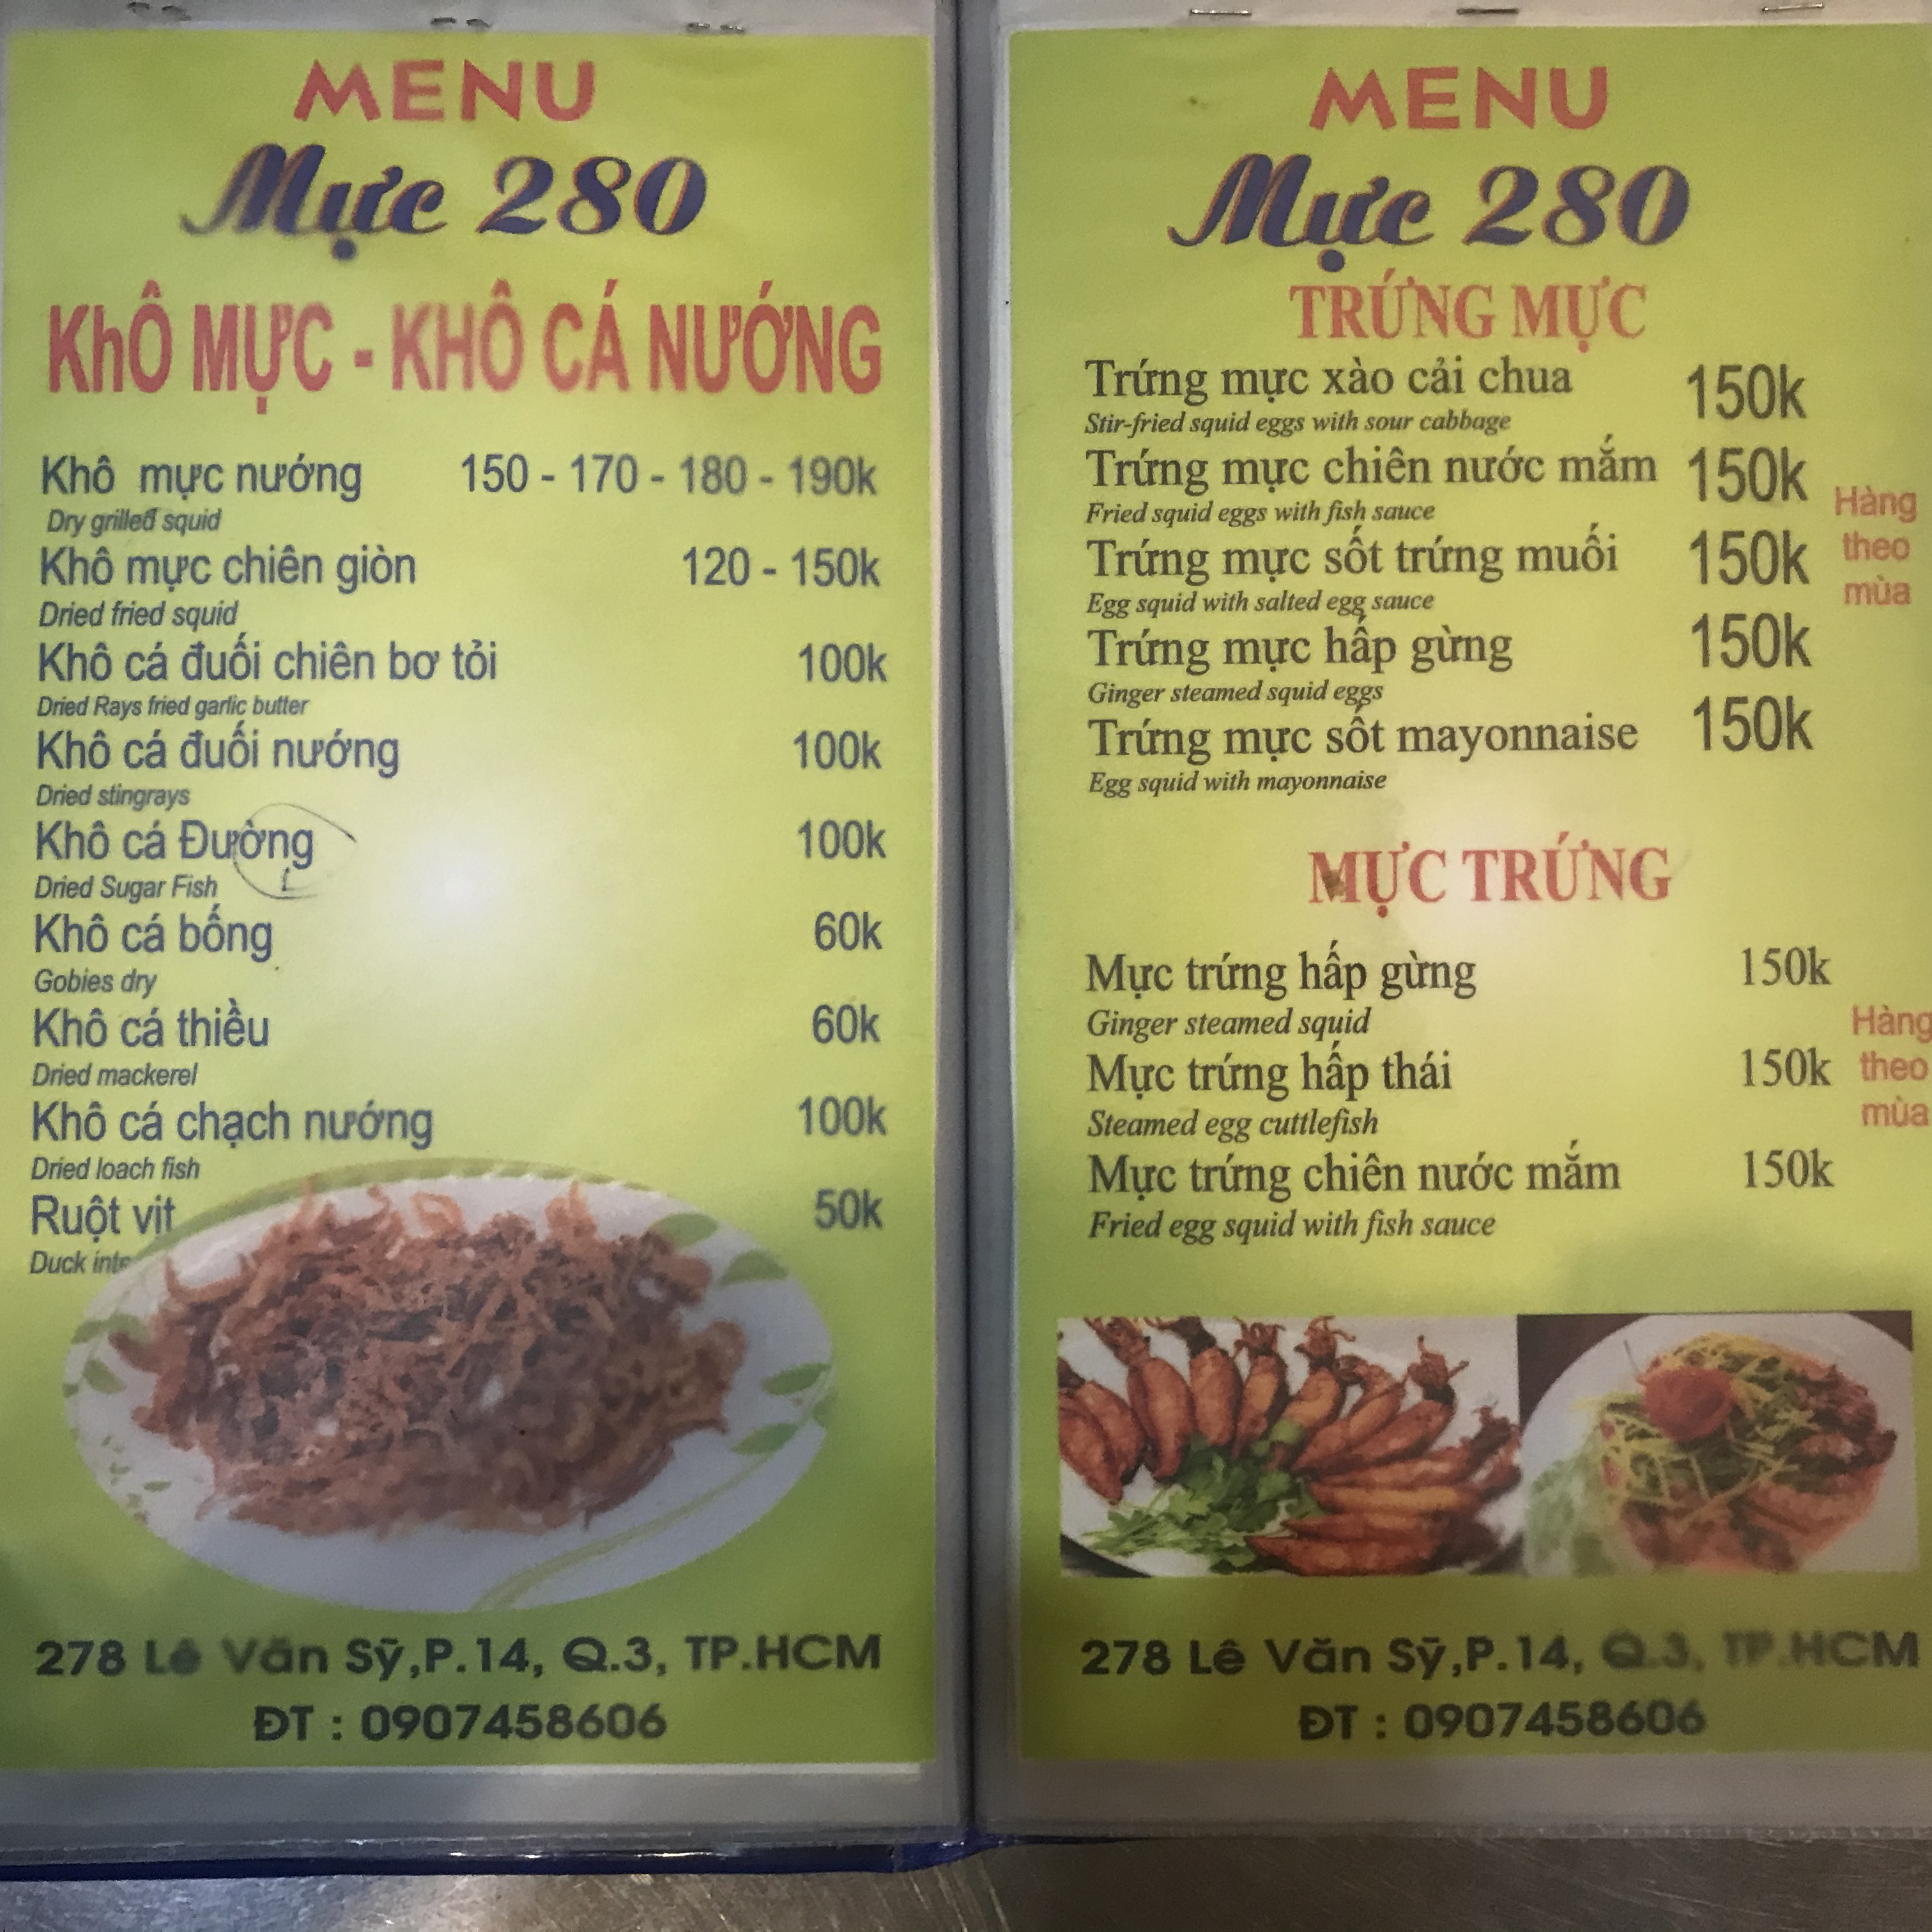 MENU
Mực 280
KhÔ MỰC - KHÔ CÁ NƯỚNG
Khô mực nướng 150 - 170 - 180 - 190k
Dry grilled squid
Khô mực chiên giòn 120 - 150k
Dried fried squid
Khô cá đuối chiên bơ tỏi 100k
Dried Rays fried garlic butter
Khô cá đuối nướng 100k
Dried stingrays
Khô cá Đường 100k
Dried Sugar Fish
Khô cá bống 60k
Gobies dry
Khô cá thiều 60k
Dried mackerel
Khô cá chạch nướng 100k
Dried loach fish
Ruột vịt 50k
Duck
278 Lê Văn Sỹ,P.14, Q.3, TP.HCM
ĐT : 0907458606
MENU
Mực 280
TRỨNG MỰC
Trứng mực xào cải chua 150k
Stir-fried squid eggs with sour cabbage
Trứng mực chiên nước mắm 150k
Fried squid eggs with fish sauce
Trứng mực sốt trứng muối 150k
Egg squid with salted egg sauce
Trứng mực hấp gừng 150k
Ginger steamed squid eggs
Trứng mực sốt mayonnaise 150k
Egg squid with mayonnaise
Hàng
theo
mùa
MỰC TRỨNG
Mực trứng hấp gừng 150k
Ginger steamed squid
Mực trứng hấp thái 150k
Steamed egg cuttlefish
Mực trứng chiên nước mắm 150k
Fried egg squid with fish sauce
Hàng
theo
mùa
278 Lê Văn Sỹ,P.14, Q.3, TP.HCM
ĐT : 0907458606